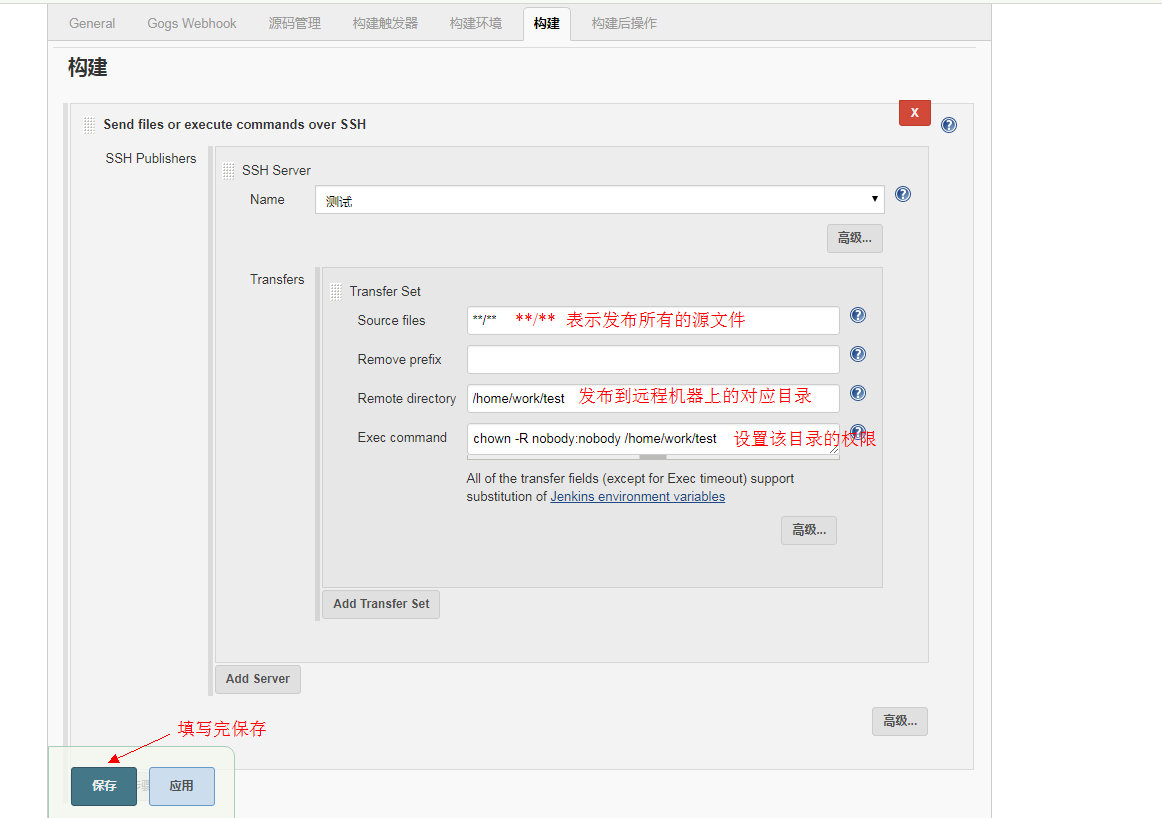 General Gogs Webhook 源码管理 构建触发器 构建环境 构建 构建后操作
构建
X
Send files or execute commands over SSH
SSH Publishers
SSH Server
Name 测试
高级...
Transfers
Transfer Set
Source files **/** **/** 表示发布所有的源文件
Remove prefix
Remote directory /home/work/test 发布到远程机器上的对应目录
Exec command chown -R nobody:nobody /home/work/test 设置该目录的权限
All of the transfer fields (except for Exec timeout) support
substitution of Jenkins environment variables
高级...
Add Transfer Set
Add Server
高级...
填写完保存
保存 应用